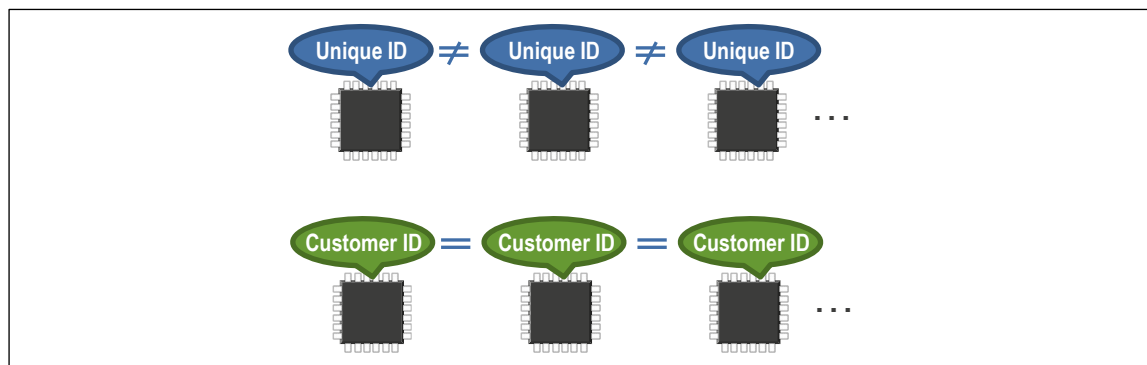 Unique ID ≠ Unique ID ≠ Unique ID
...
Customer ID = Customer ID = Customer ID
...